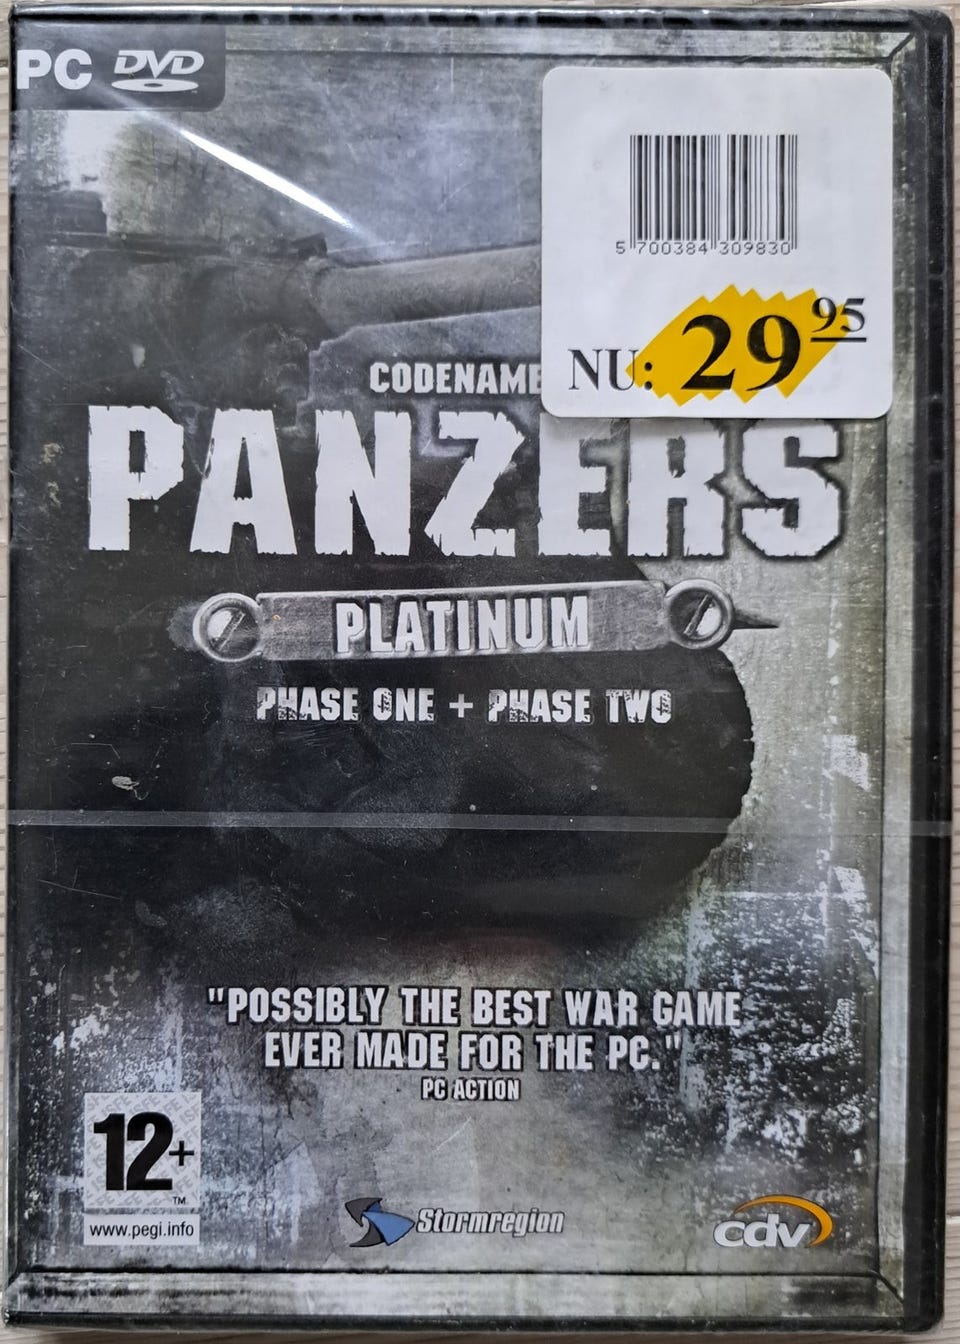 PC DVD
5 700384 309830
NU: 29 95
CODENAME
PANZERS
PLATINUM
PHASE ONE + PHASE TWO
"POSSIBLY THE BEST WAR GAME
EVER MADE FOR THE PC."
PC ACTION
12+
TM
www.pegi.info
Stormregion
cdv